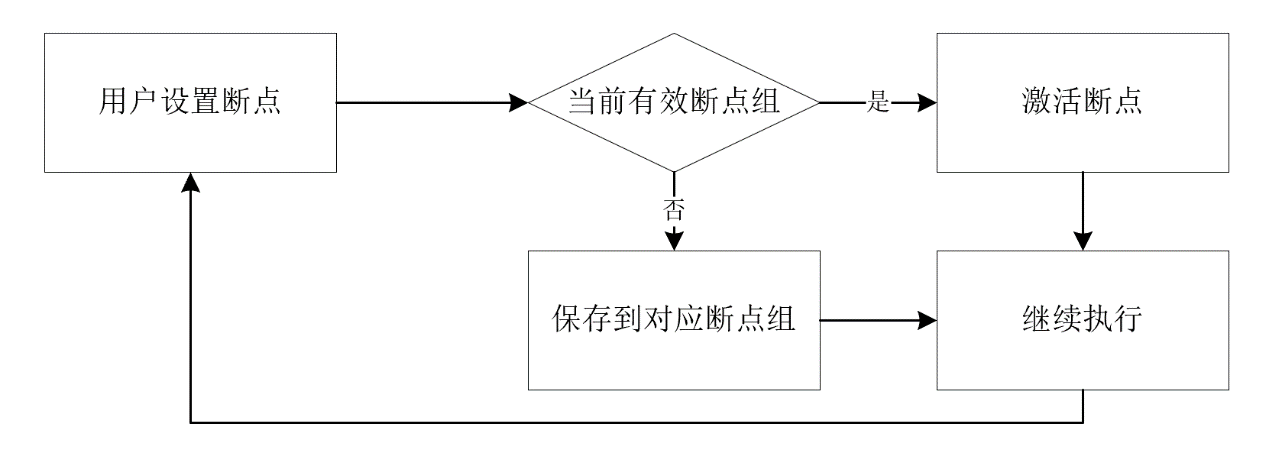 用户设置断点
当前有效断点组
是
激活断点
否
保存到对应断点组
继续执行